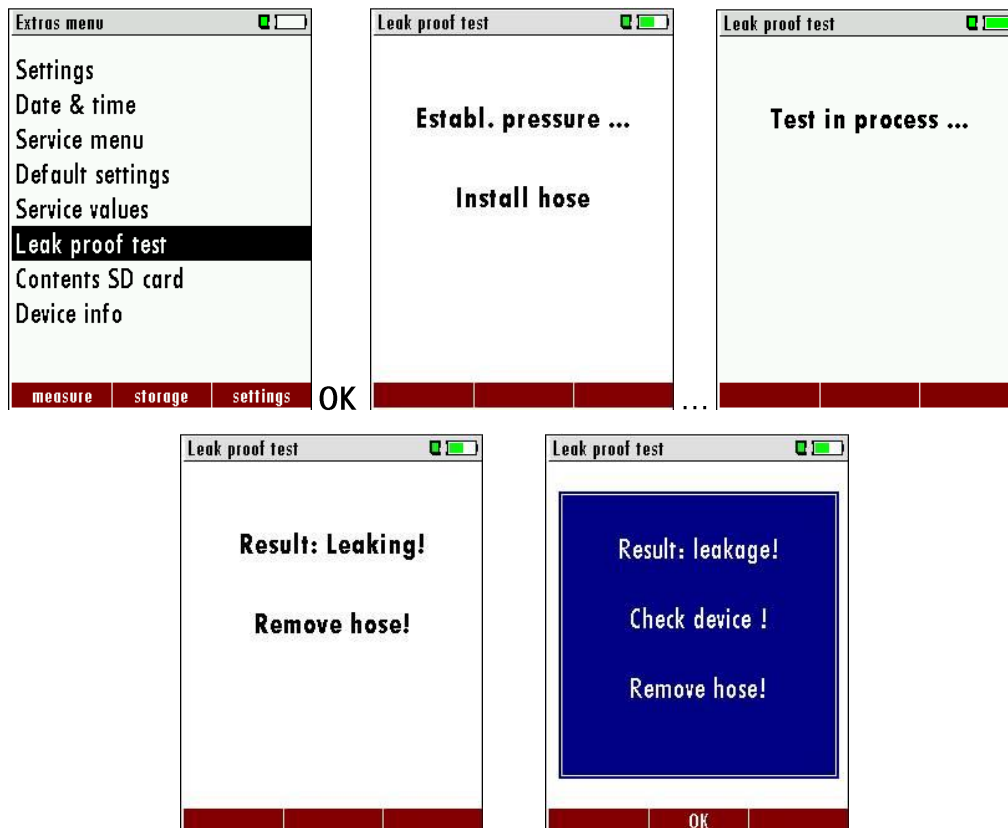 Extras menu
Settings
Date & time
Service menu
Default settings
Service values
Leak proof test
Contents SD card
Device info
measure storage settings
OK
Leak proof test
Establ. pressure ...
Install hose
...
Leak proof test
Test in process ...
Leak proof test
Result: Leaking!
Remove hose!
Leak proof test
Result: leakage!
Check device !
Remove hose!
OK